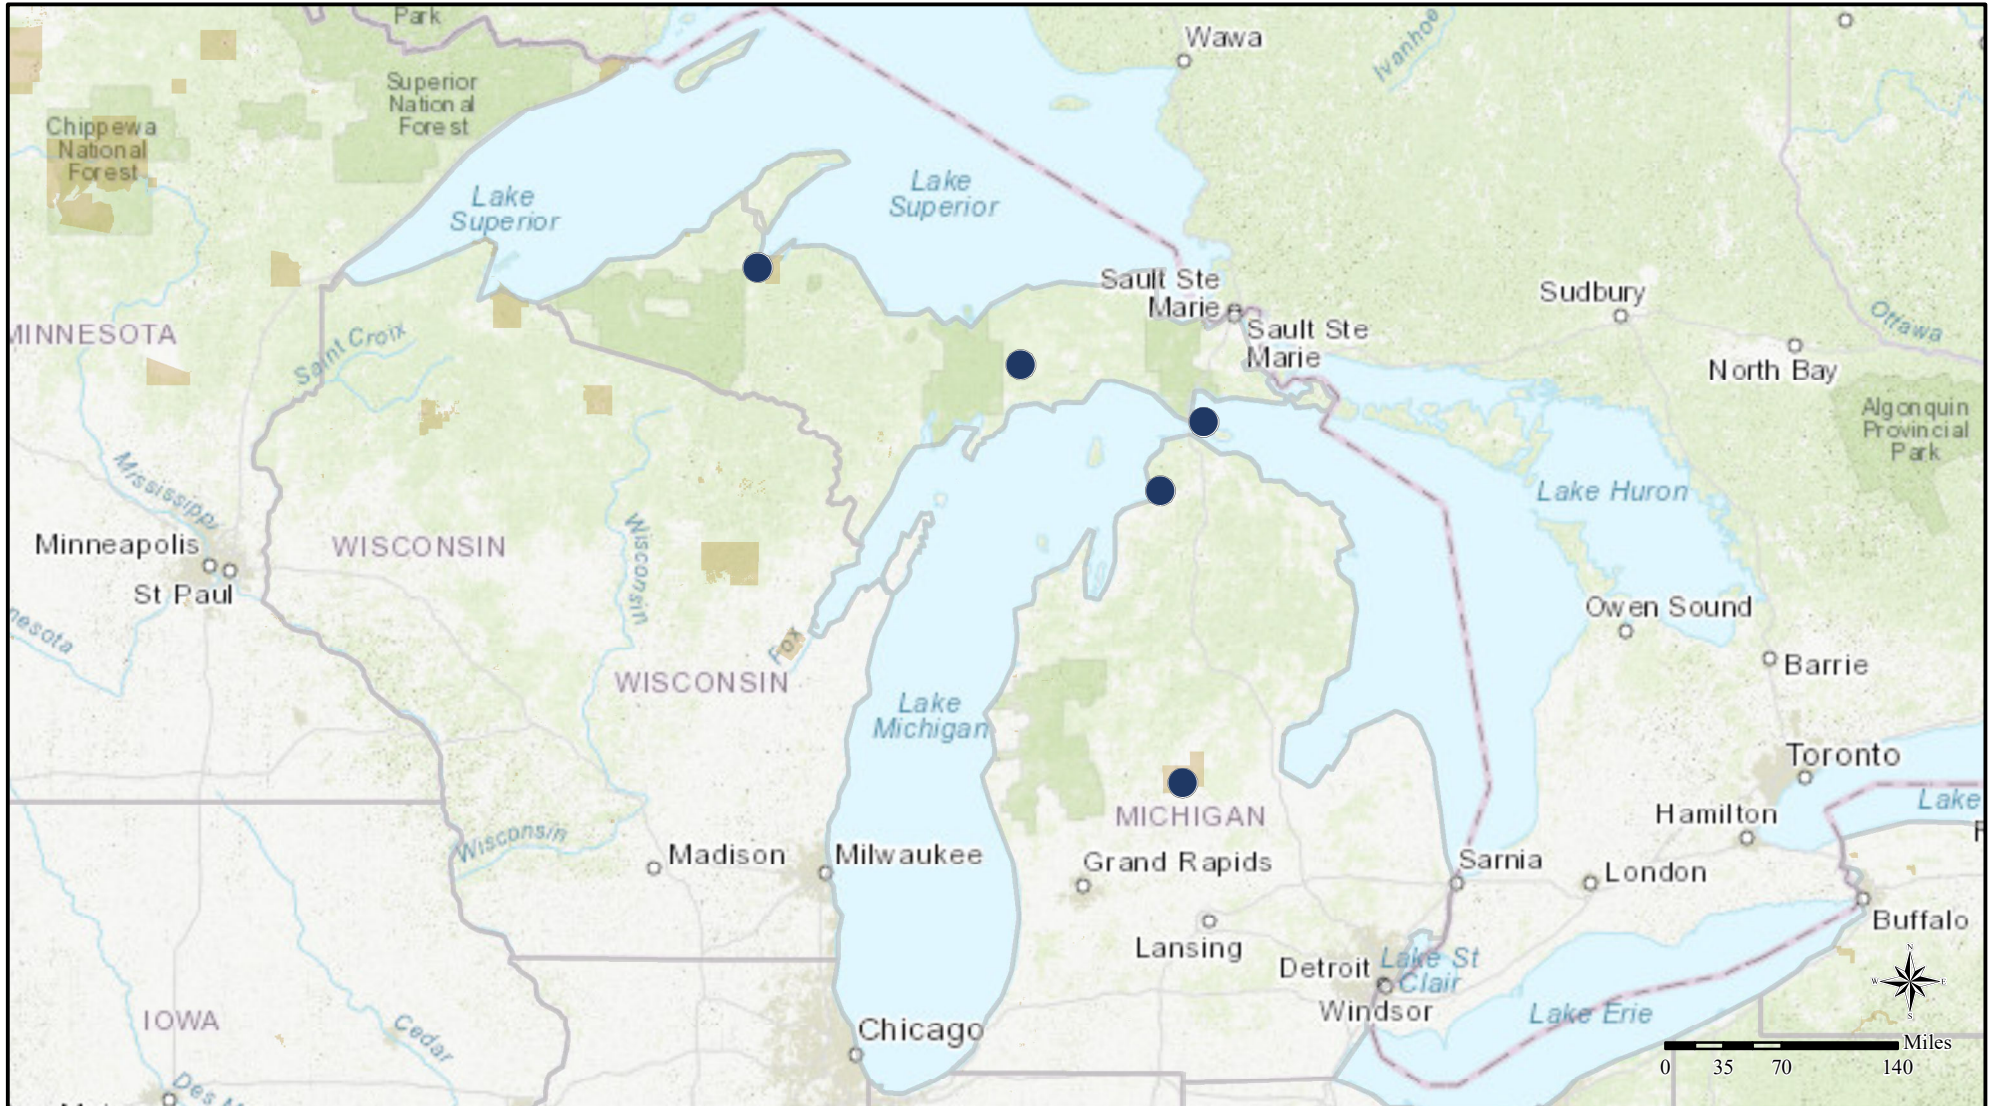 Park
Wawa
Ivanhoe
Superior
National
Forest
Chippewa
National
Forest
Lake
Superior
Lake
Superior
Sault Ste
Marie
Sault Ste
Marie
Sudbury
North Bay
Ottawa
Algonquin
Provincial
Park
MINNESOTA
Saint Croix
Mississippi
Minneapolis
St Paul
nesota
WISCONSIN
Wisconsin
Fox
WISCONSIN
Lake Huron
Owen Sound
Barrie
Lake
Michigan
Toronto
Lake
Hamilton
MICHIGAN
Grand Rapids
Sarnia
London
Wisconsin
Madison
Milwaukee
Lansing
Detroit
Lake St
Clair
Windsor
Buffalo
Lake Erie
IOWA
Cedar
Chicago
Des M
N
W
E
S
Miles
0 35 70 140